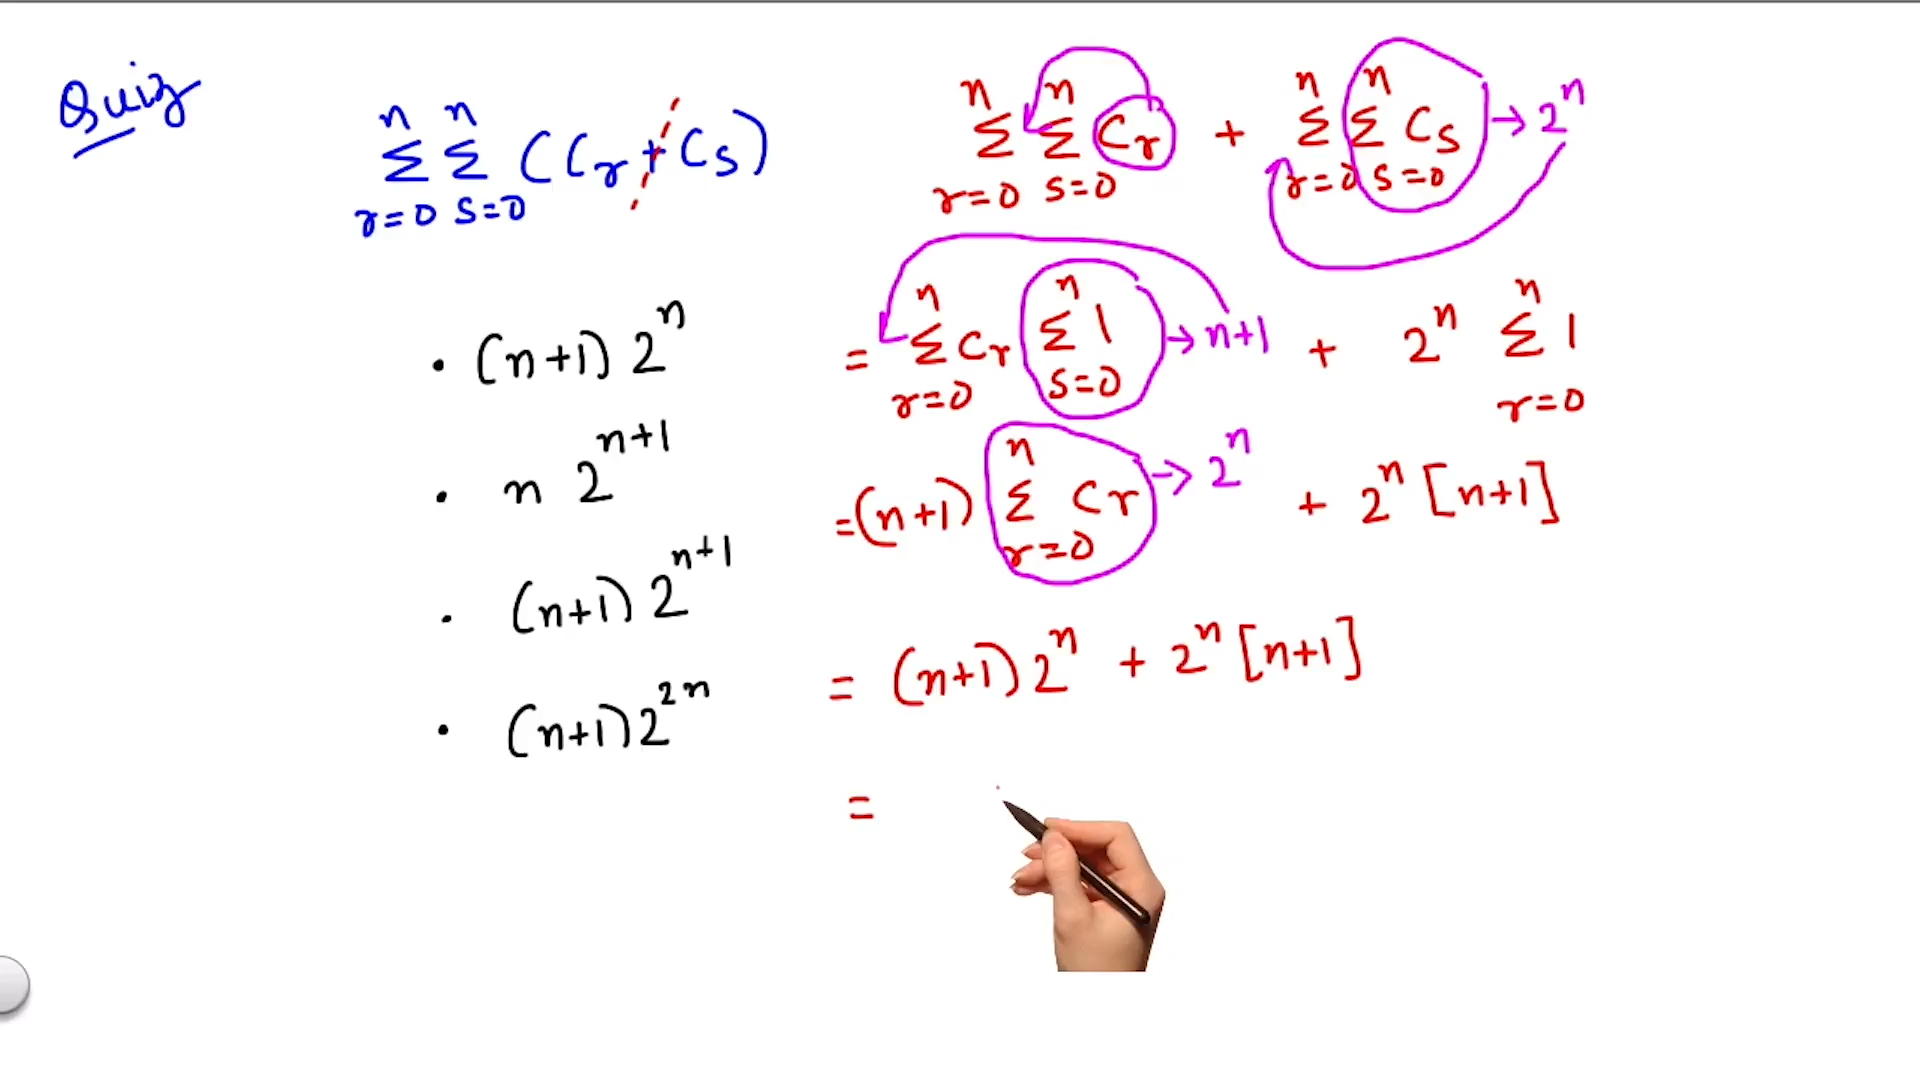 Quiz
n n
Σ Σ (Cr + Cs)
r=0 s=0
• (n+1) 2^n
• n 2^(n+1)
• (n+1) 2^(n+1)
• (n+1) 2^(2n)
n n n n
Σ Σ Cr + Σ Σ Cs → 2^n
r=0 s=0 r=0 s=0
n n n
= Σ Cr Σ 1 → n+1 + 2^n Σ 1
r=0 s=0 r=0
n
= (n+1) Σ Cr → 2^n + 2^n [n+1]
r=0
= (n+1) 2^n + 2^n [n+1]
=